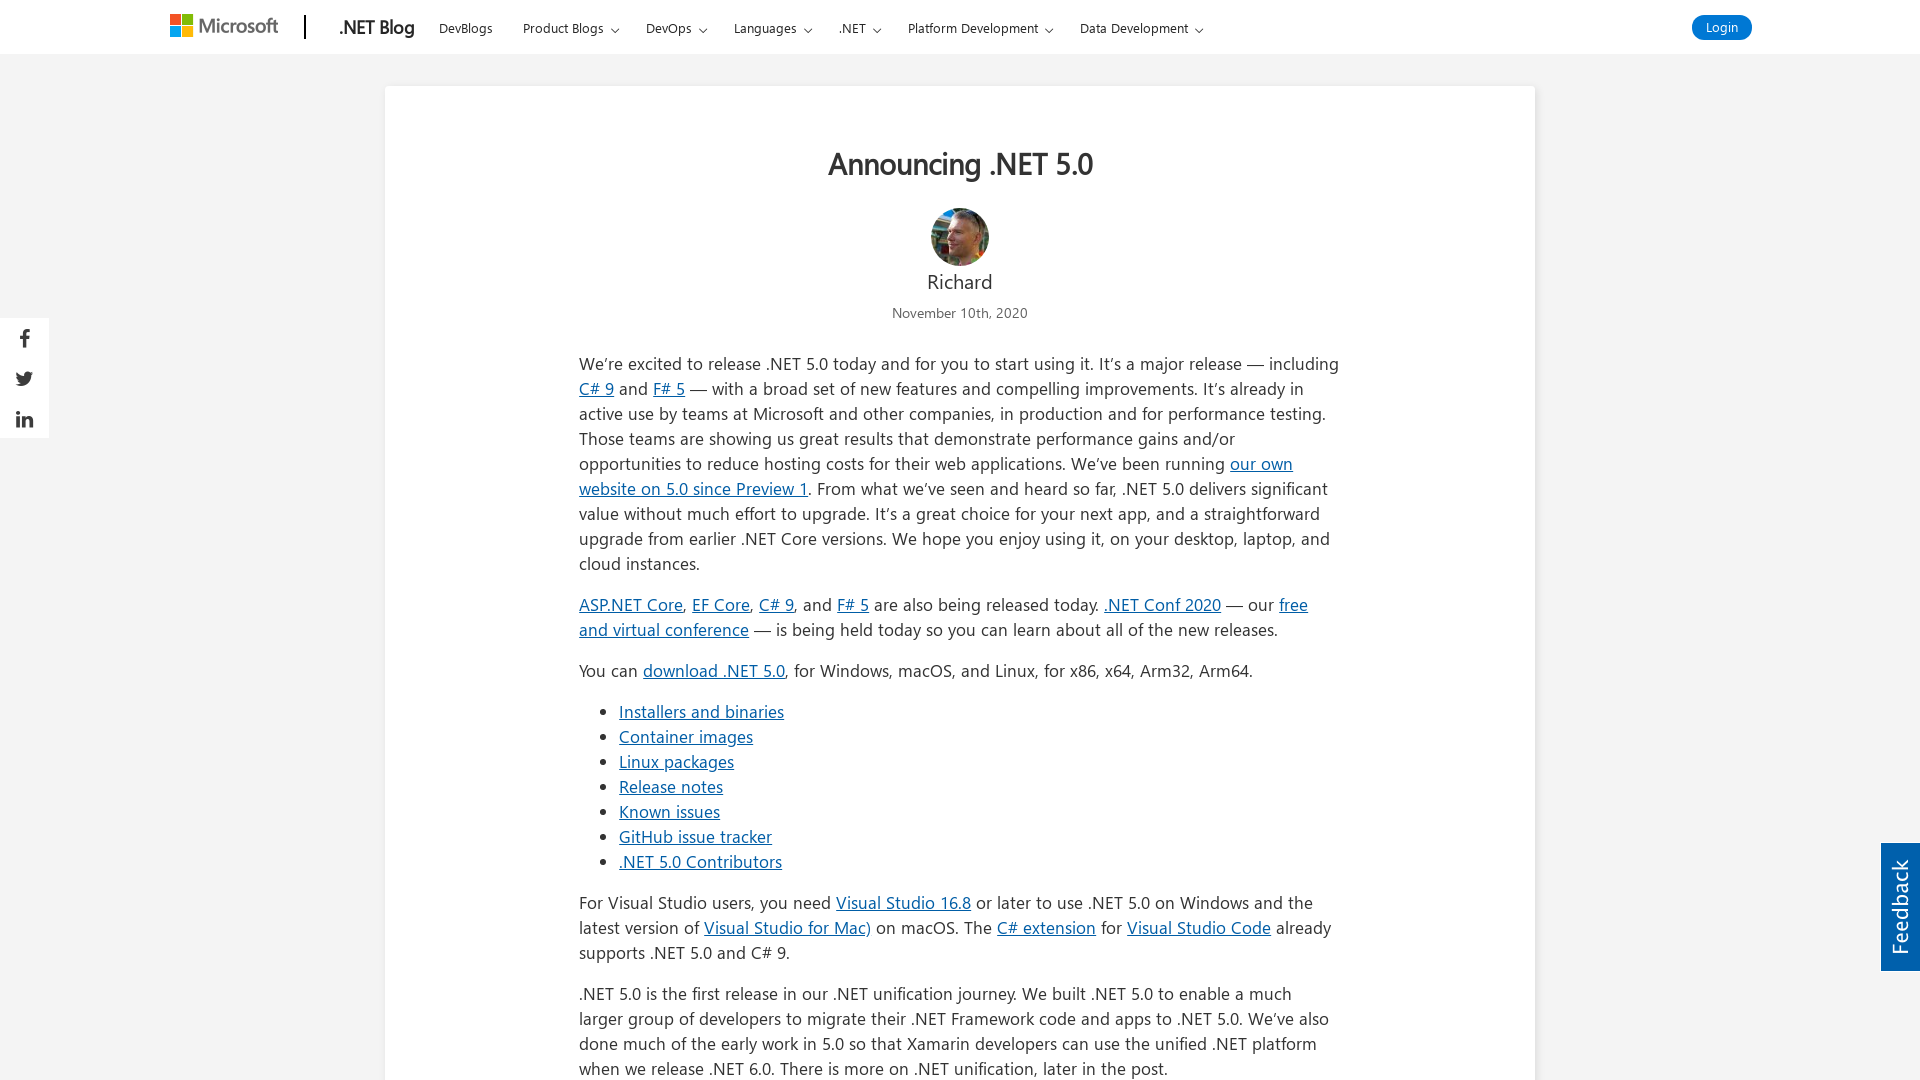 Microsoft
.NET Blog
DevBlogs
Product Blogs
DevOps
Languages
.NET
Platform Development
Data Development
Login
Announcing .NET 5.0
Richard
November 10th, 2020
We’re excited to release .NET 5.0 today and for you to start using it. It’s a major release — including
C# 9 and F# 5 — with a broad set of new features and compelling improvements. It’s already in
active use by teams at Microsoft and other companies, in production and for performance testing.
Those teams are showing us great results that demonstrate performance gains and/or
opportunities to reduce hosting costs for their web applications. We’ve been running our own
website on 5.0 since Preview 1. From what we’ve seen and heard so far, .NET 5.0 delivers significant
value without much effort to upgrade. It’s a great choice for your next app, and a straightforward
upgrade from earlier .NET Core versions. We hope you enjoy using it, on your desktop, laptop, and
cloud instances.
ASP.NET Core, EF Core, C# 9, and F# 5 are also being released today. .NET Conf 2020 — our free
and virtual conference — is being held today so you can learn about all of the new releases.
You can download .NET 5.0, for Windows, macOS, and Linux, for x86, x64, Arm32, Arm64.
Installers and binaries
Container images
Linux packages
Release notes
Known issues
GitHub issue tracker
.NET 5.0 Contributors
For Visual Studio users, you need Visual Studio 16.8 or later to use .NET 5.0 on Windows and the
latest version of Visual Studio for Mac) on macOS. The C# extension for Visual Studio Code already
supports .NET 5.0 and C# 9.
.NET 5.0 is the first release in our .NET unification journey. We built .NET 5.0 to enable a much
larger group of developers to migrate their .NET Framework code and apps to .NET 5.0. We’ve also
done much of the early work in 5.0 so that Xamarin developers can use the unified .NET platform
when we release .NET 6.0. There is more on .NET unification, later in the post.
Feedback